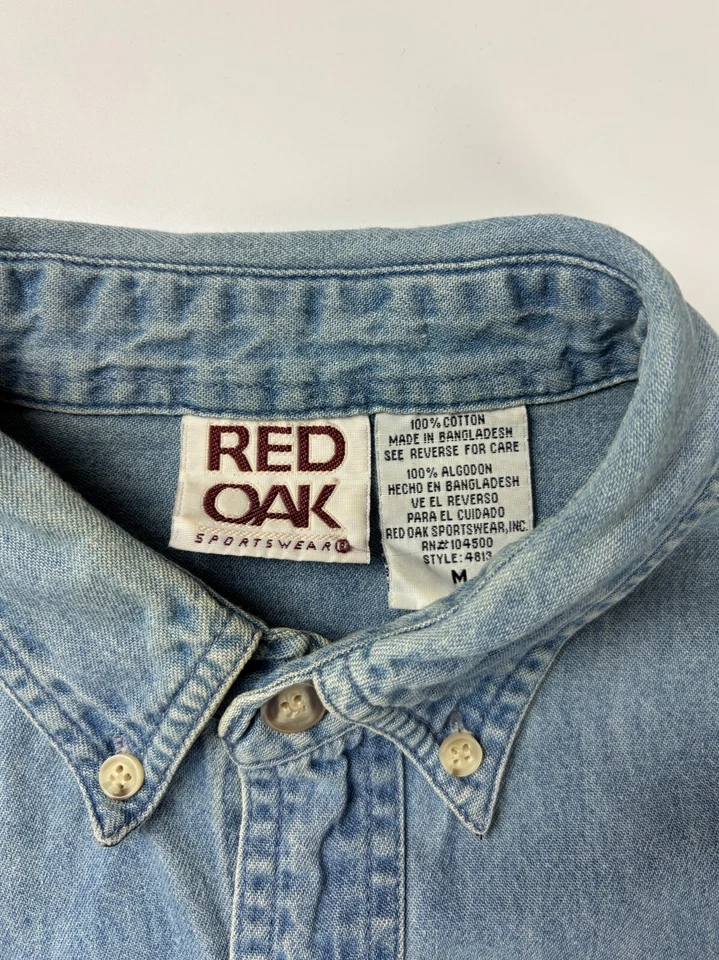 RED
OAK
SPORTSWEAR®
100% COTTON
MADE IN BANGLADESH
SEE REVERSE FOR CARE
100% ALGODON
HECHO EN BANGLADESH
VE EL REVERSO
PARA EL CUIDADO
RED OAK SPORTSWEAR, INC.
RN#104500
STYLE: 4813
M